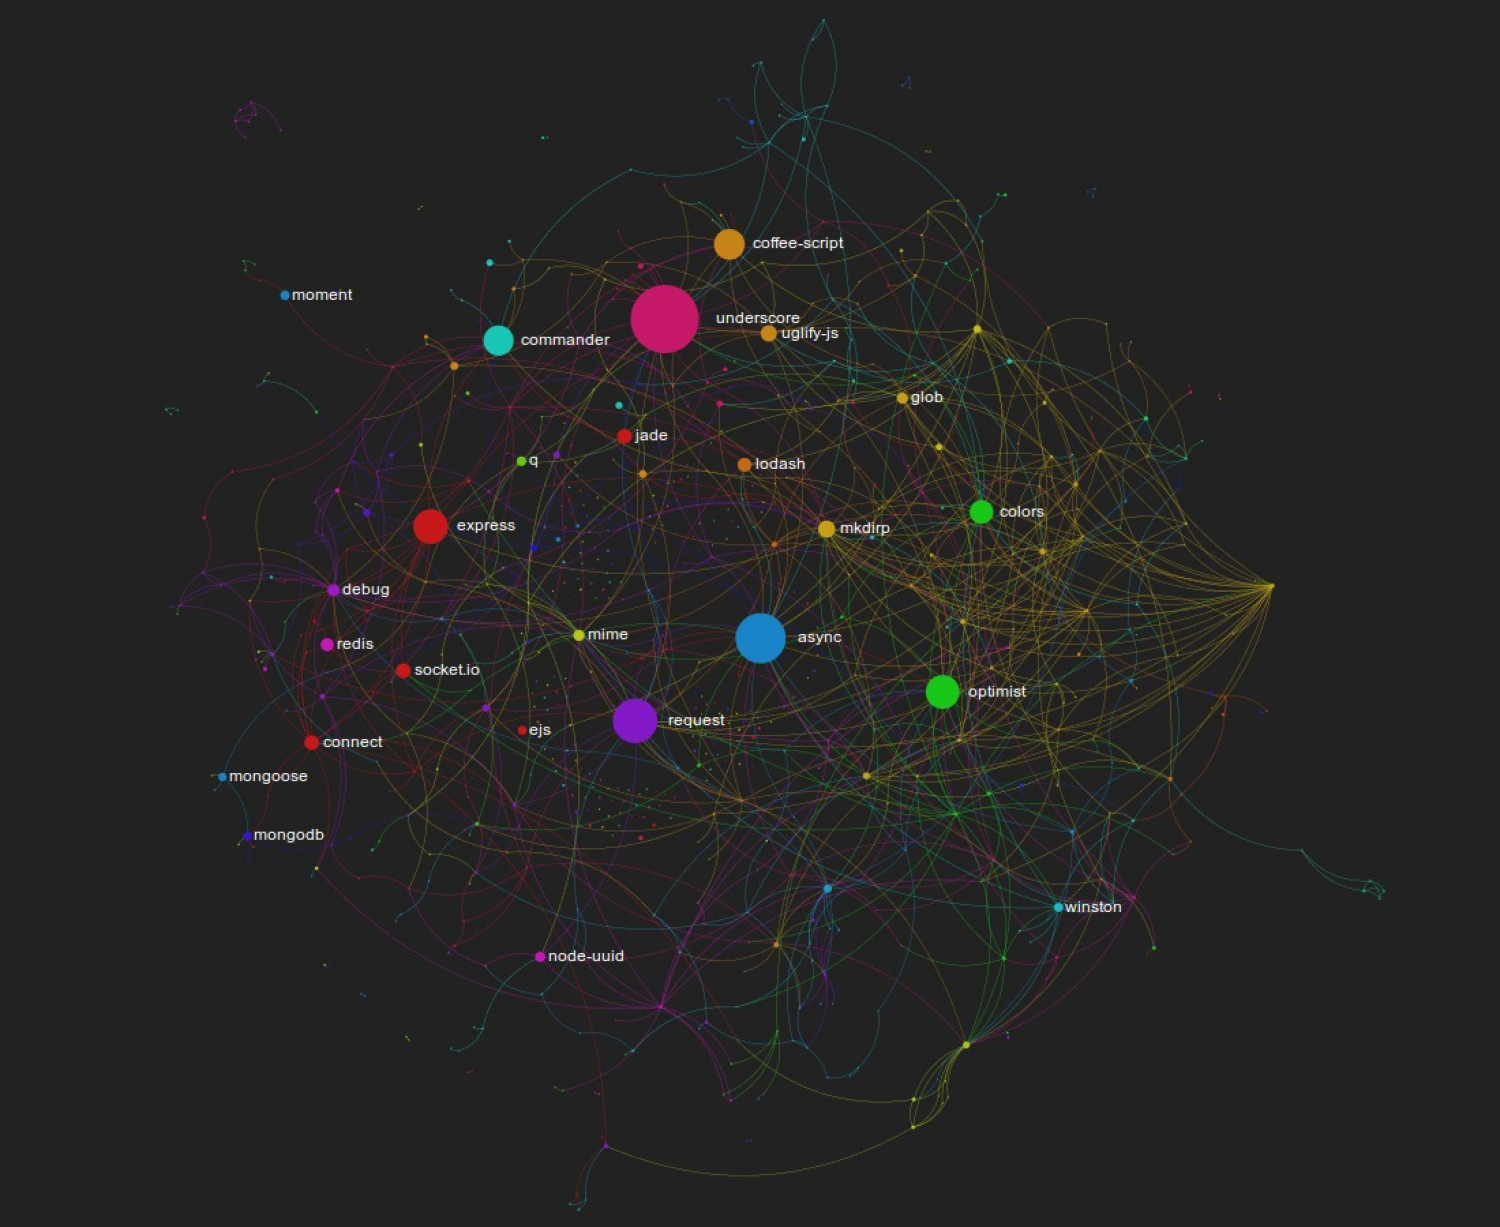 coffee-script
moment
underscore
uglify-js
commander
glob
jade
q
lodash
colors
express
mkdirp
debug
mime
async
redis
socket.io
optimist
request
ejs
connect
mongoose
mongodb
winston
node-uuid